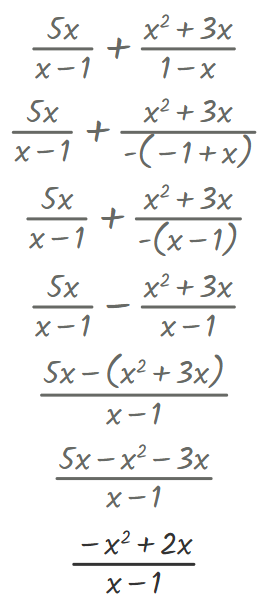 5x/(x-1) + (x²+3x)/(1-x)
5x/(x-1) + (x²+3x)/(-(-1+x))
5x/(x-1) + (x²+3x)/(-(x-1))
5x/(x-1) - (x²+3x)/(x-1)
(5x-(x²+3x))/(x-1)
(5x-x²-3x)/(x-1)
(-x²+2x)/(x-1)